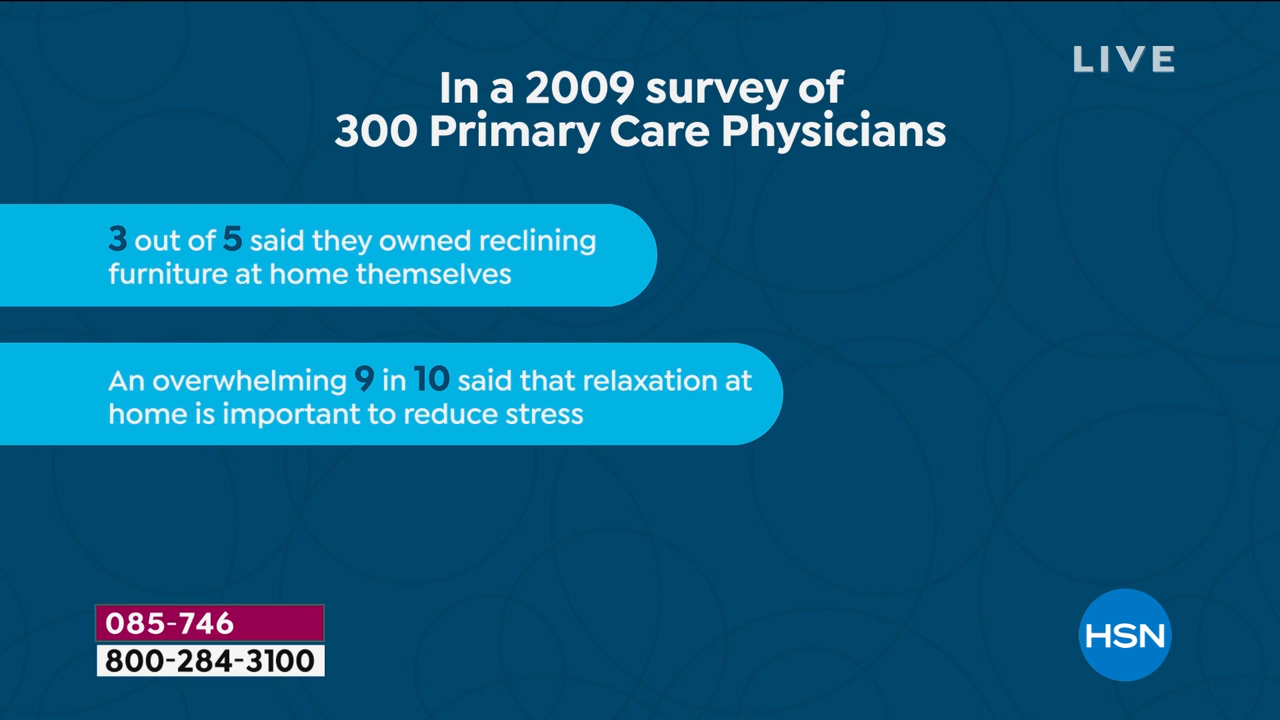 LIVE
In a 2009 survey of
300 Primary Care Physicians
3 out of 5 said they owned reclining
furniture at home themselves
An overwhelming 9 in 10 said that relaxation at
home is important to reduce stress
085-746
800-284-3100
HSN